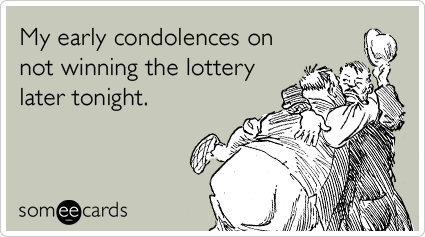 My early condolences on
not winning the lottery
later tonight.
someecards